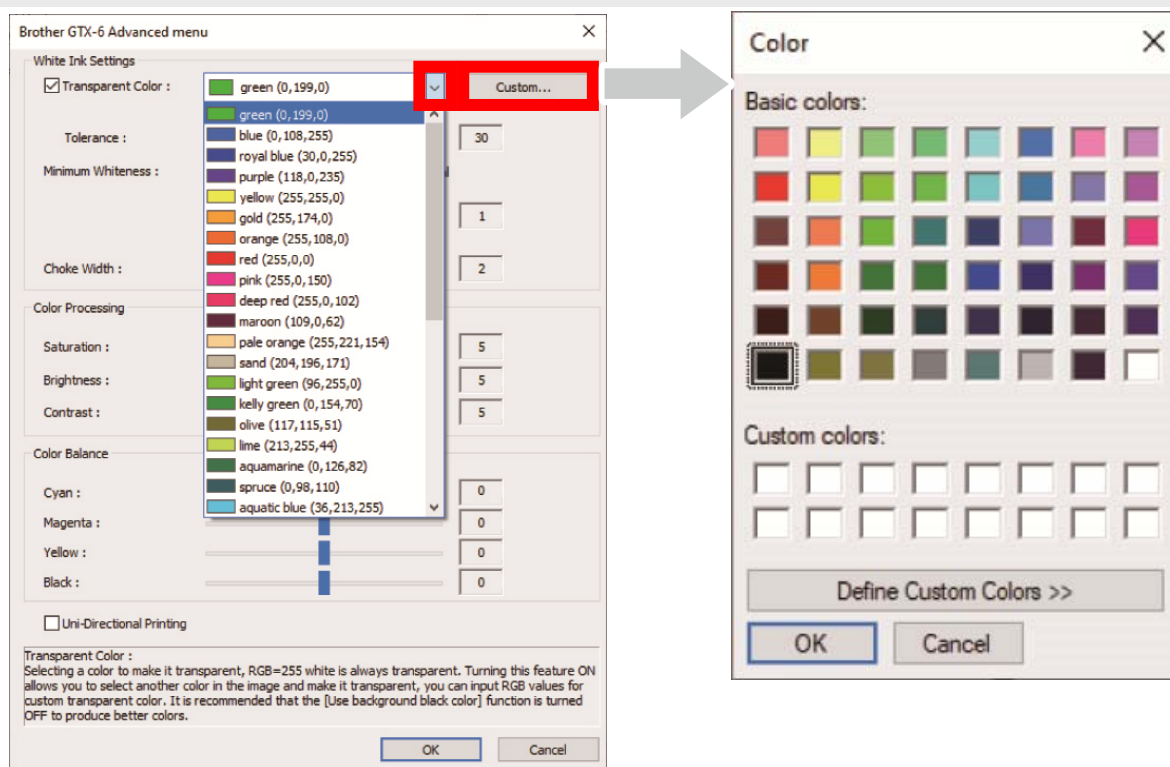 Brother GTX-6 Advanced menu
White Ink Settings
Transparent Color :
green (0,199,0)
Custom...
green (0,199,0)
blue (0,108,255)
royal blue (30,0,255)
purple (118,0,235)
yellow (255,255,0)
gold (255,174,0)
orange (255,108,0)
red (255,0,0)
pink (255,0,150)
deep red (255,0,102)
maroon (109,0,62)
pale orange (255,221,154)
sand (204,196,171)
light green (96,255,0)
kelly green (0,154,70)
olive (117,115,51)
lime (213,255,44)
aquamarine (0,126,82)
spruce (0,98,110)
aquatic blue (36,213,255)
Tolerance :
30
Minimum Whiteness :
1
Choke Width :
2
Color Processing
Saturation :
5
Brightness :
5
Contrast :
5
Color Balance
Cyan :
0
Magenta :
0
Yellow :
0
Black :
0
Uni-Directional Printing
Transparent Color :
Selecting a color to make it transparent, RGB=255 white is always transparent. Turning this feature ON
allows you to select another color in the image and make it transparent, you can input RGB values for
custom transparent color. It is recommended that the [Use background black color] function is turned
OFF to produce better colors.
OK
Cancel
Color
Basic colors:
Custom colors:
Define Custom Colors >>
OK
Cancel